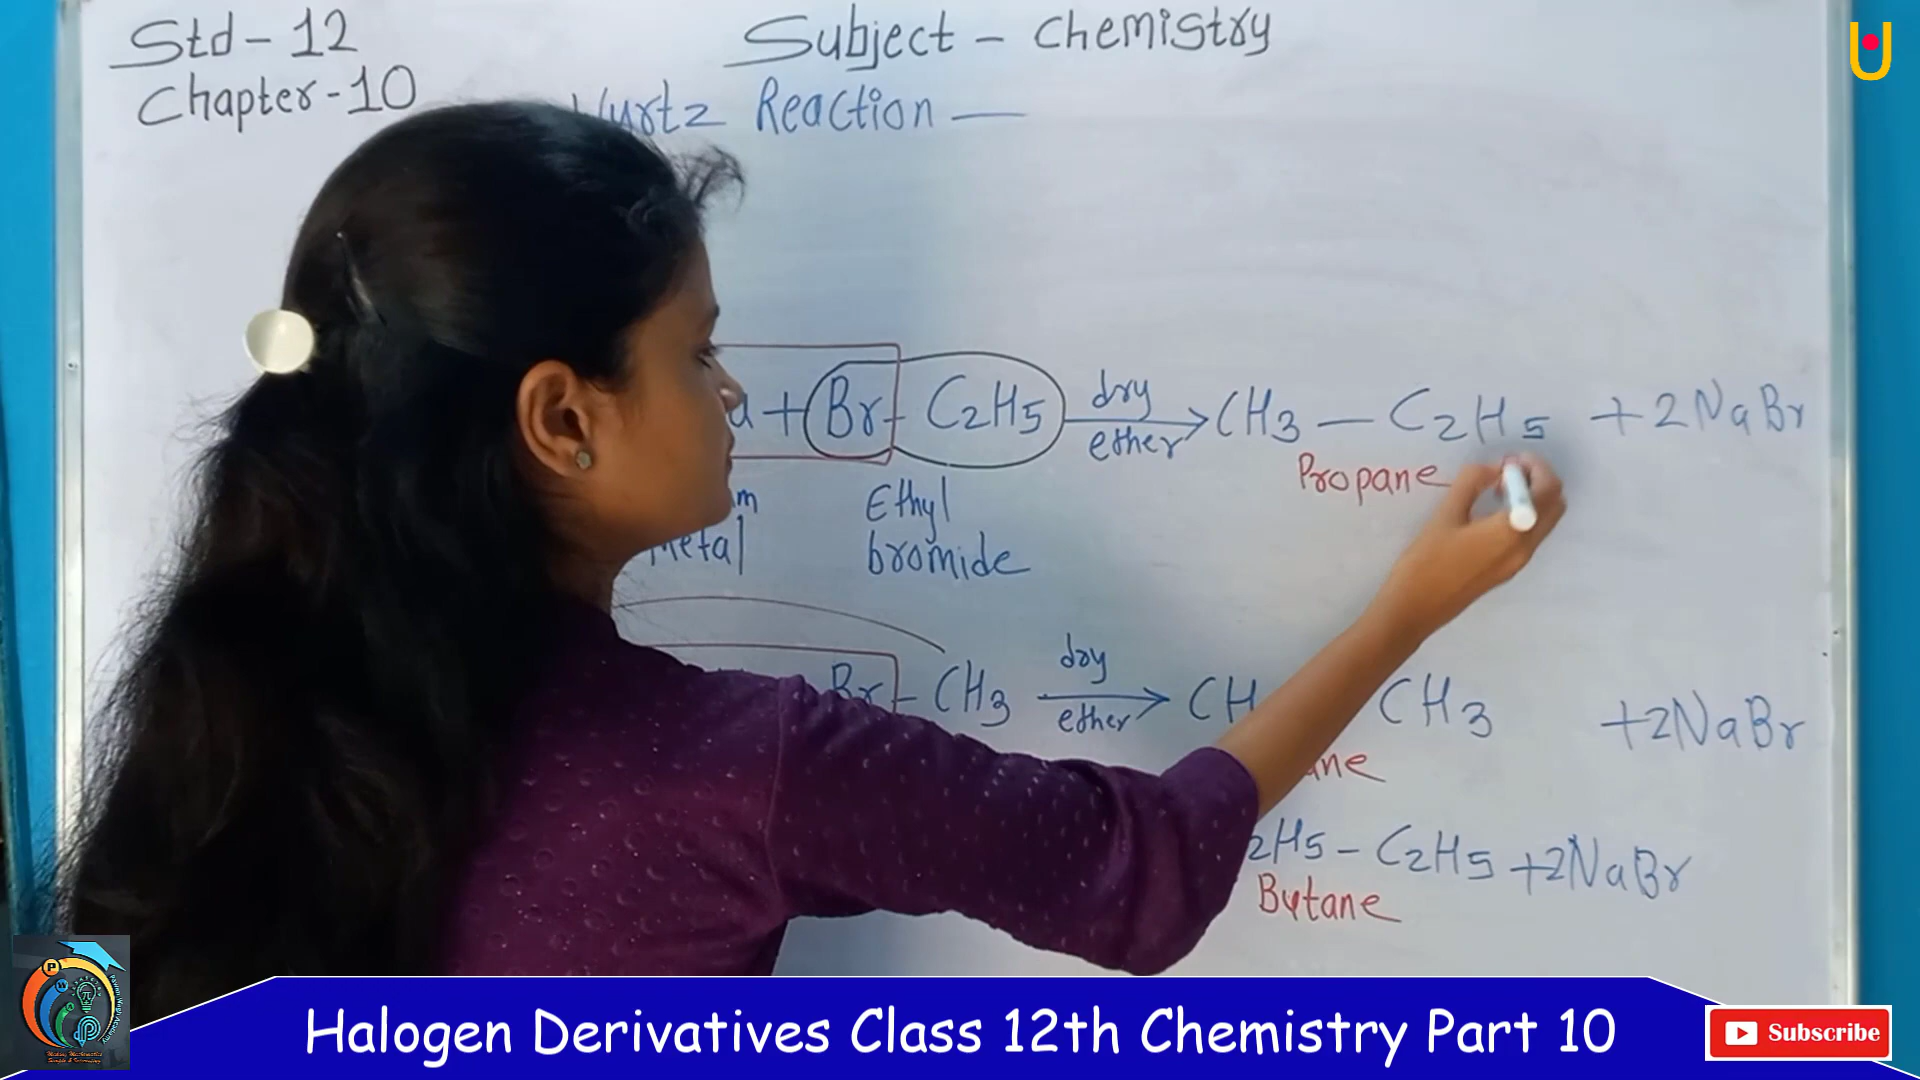 Std - 12
Subject - Chemistry
Chapter - 10
Reaction —
+ Br - C2H5 dry ether → CH3 — C2H5 + 2NaBr
Propane
Ethyl
bromide
Br - CH3 dry ether → CH CH3 + 2NaBr
2H5 - C2H5 + 2NaBr
Butane
Halogen Derivatives Class 12th Chemistry Part 10
Subscribe